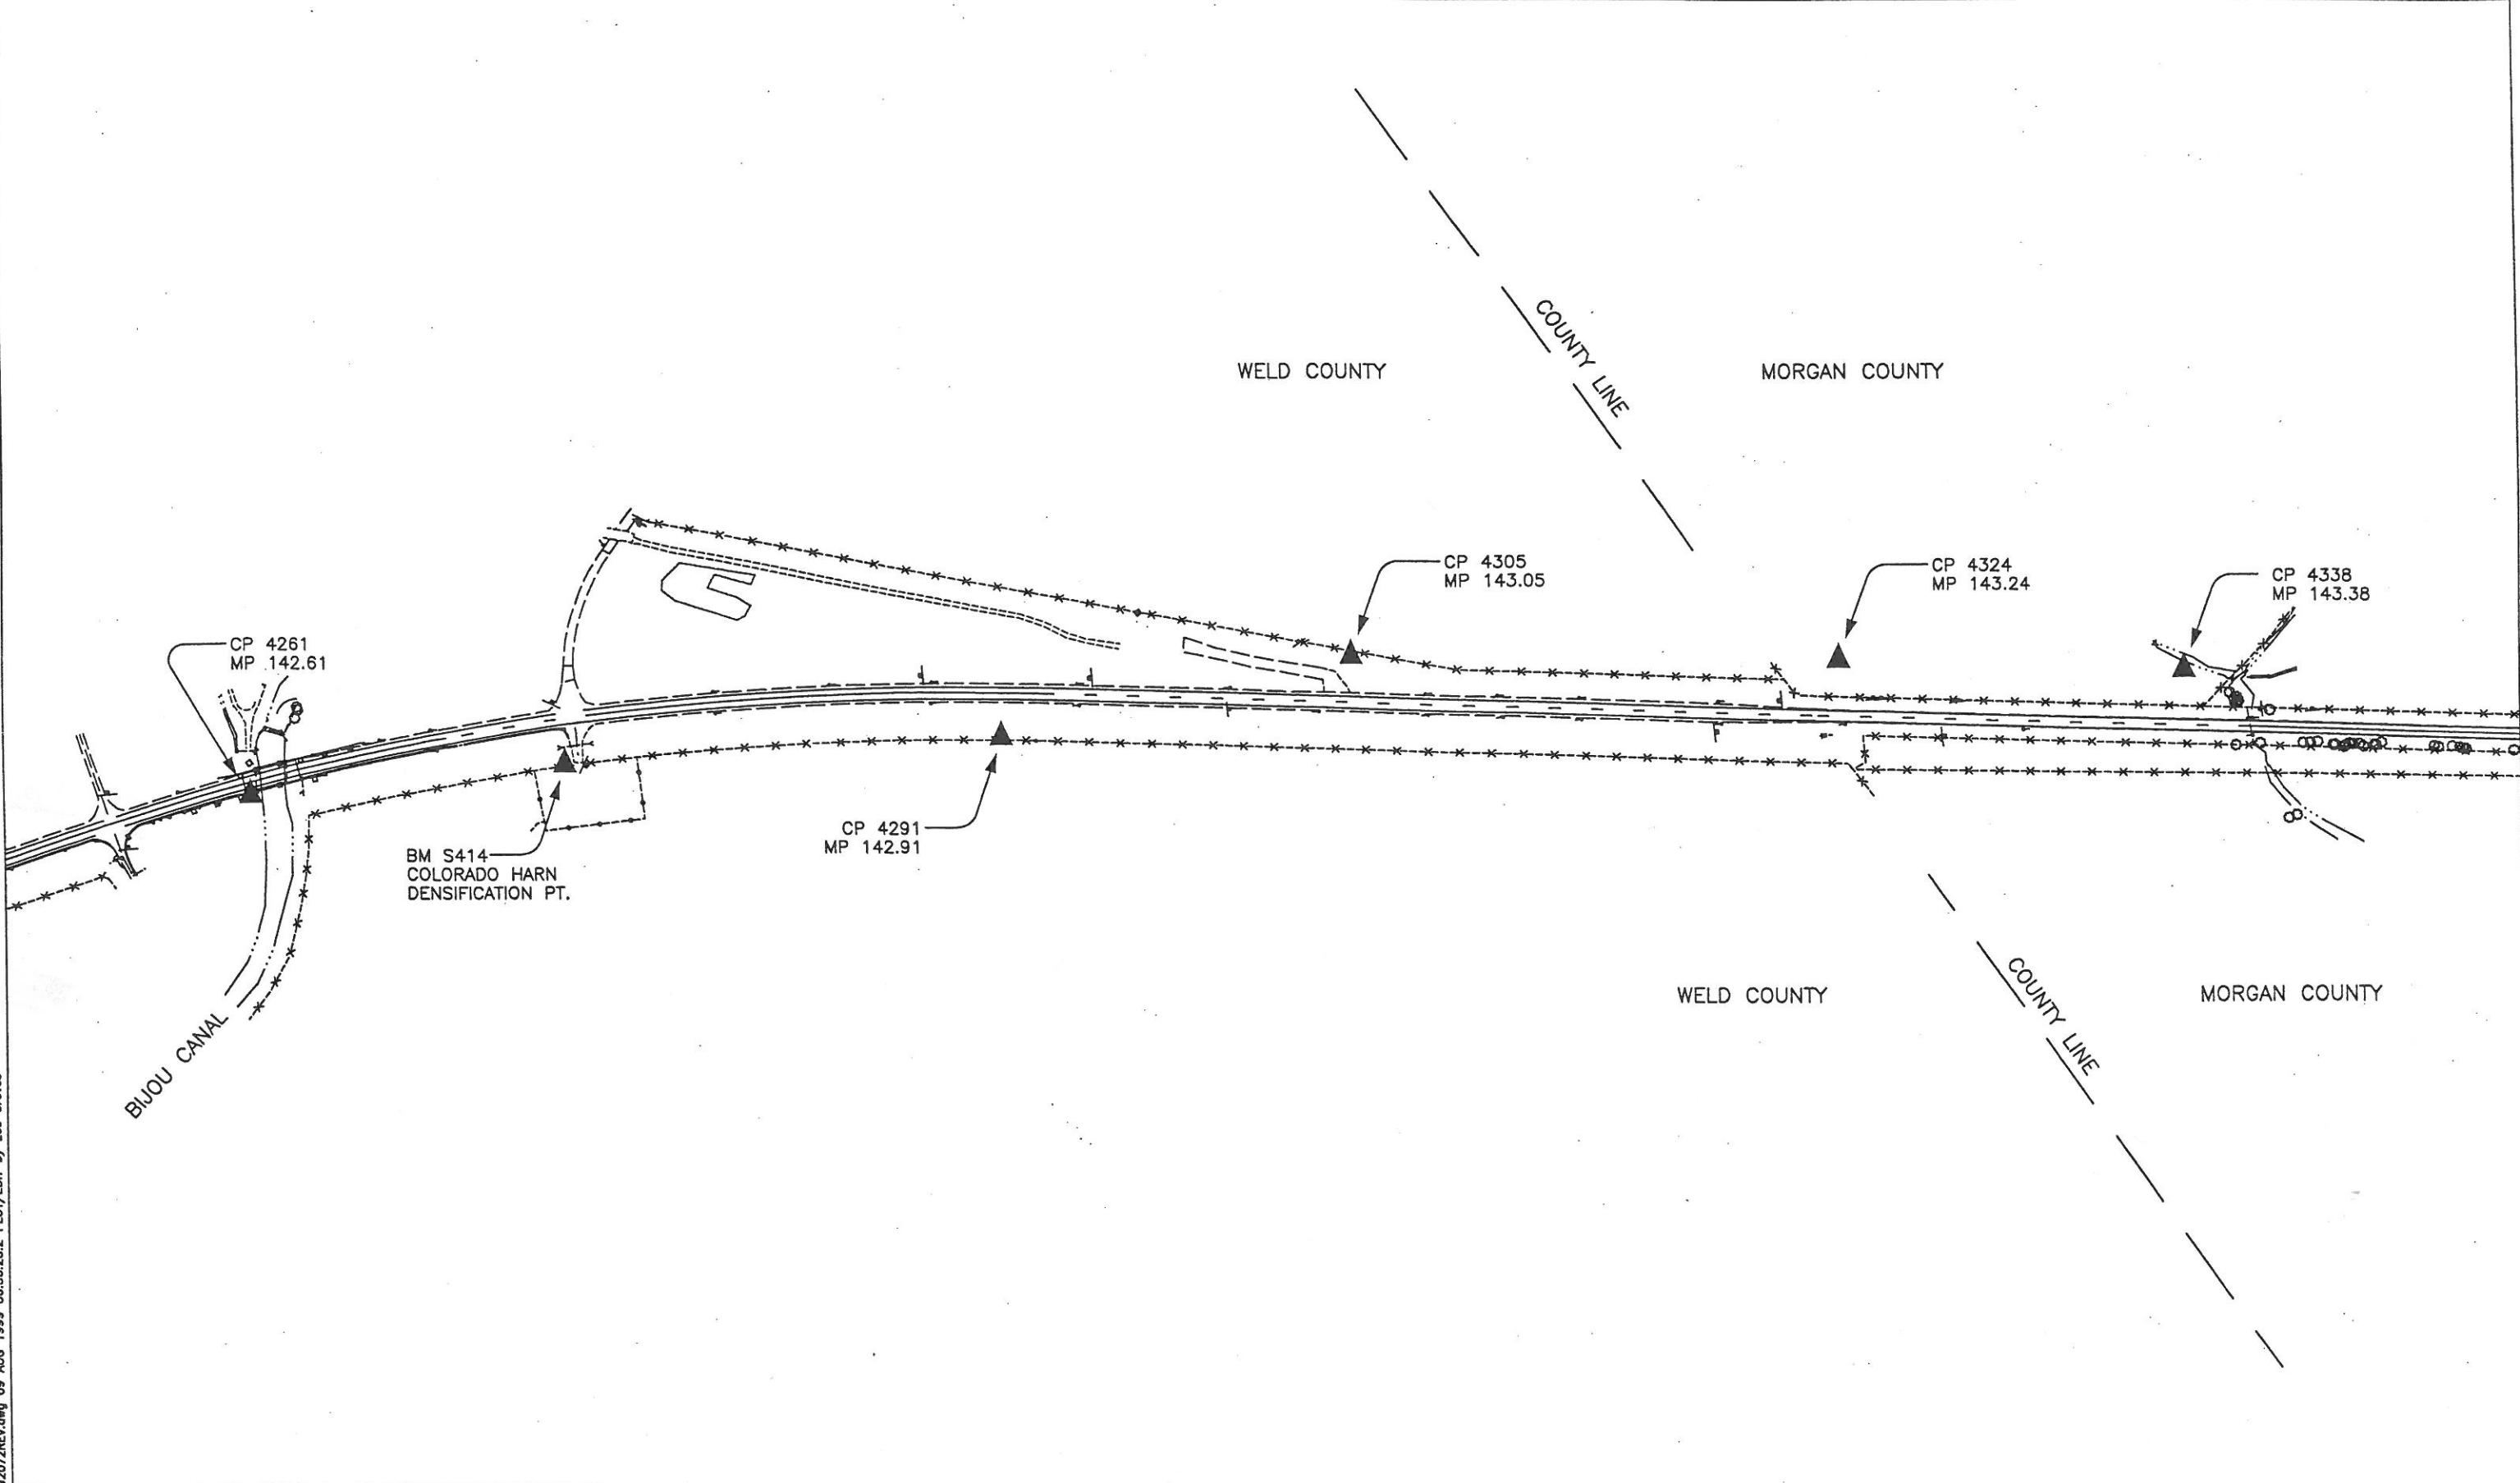 COUNTY LINE
WELD COUNTY
MORGAN COUNTY
CP 4305
MP 143.05
CP 4324
MP 143.24
CP 4338
MP 143.38
CP 4261
MP 142.61
CP 4291
MP 142.91
BM S414
COLORADO HARN
DENSIFICATION PT.
BIJOU CANAL
WELD COUNTY
COUNTY LINE
MORGAN COUNTY